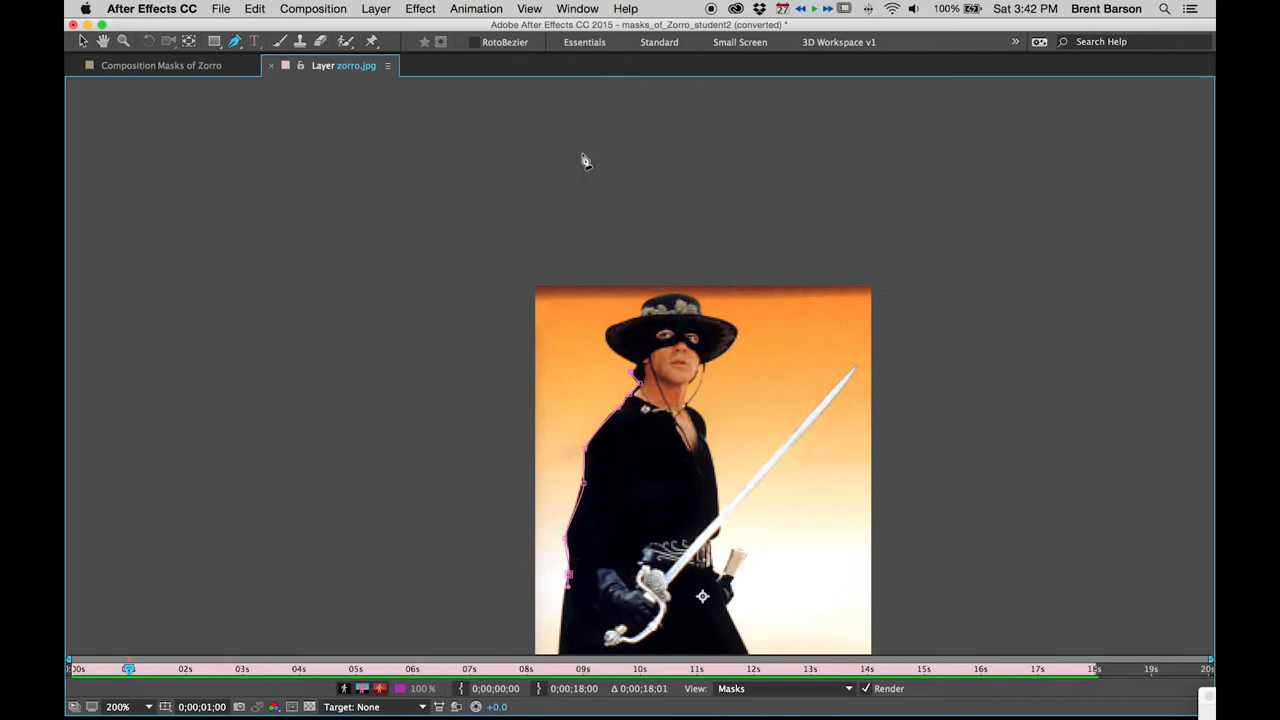 After Effects CC File Edit Composition Layer Effect Animation View Window Help 27 100% Sat 3:42 PM Brent Barson
Adobe After Effects CC 2015 - masks_of_Zorro_student2 (converted) *
RotoBezier Essentials Standard Small Screen 3D Workspace v1 » Search Help
× Composition Masks of Zorro × Layer zorro.jpg
:00s 02s 03s 04s 05s 06s 07s 08s 09s 10s 11s 12s 13s 14s 15s 16s 17s 18s 19s 20s
100 % 0;00;00;00 0;00;18;00 Δ 0;00;18;01 View: Masks Render
200% 0;00;01;00 Target: None +0.0